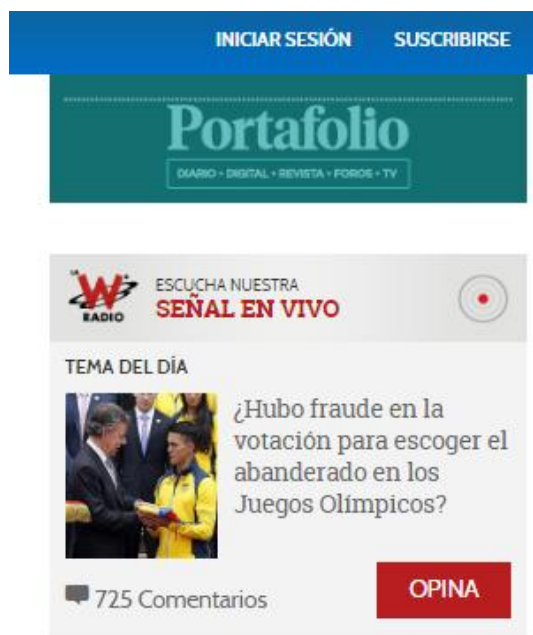 INICIAR SESIÓN SUSCRIBIRSE
Portafolio
DIARIO • DIGITAL • REVISTA • FOROS • TV
LA W RADIO
ESCUCHA NUESTRA
SEÑAL EN VIVO
TEMA DEL DÍA
¿Hubo fraude en la
votación para escoger el
abanderado en los
Juegos Olímpicos?
725 Comentarios
OPINA